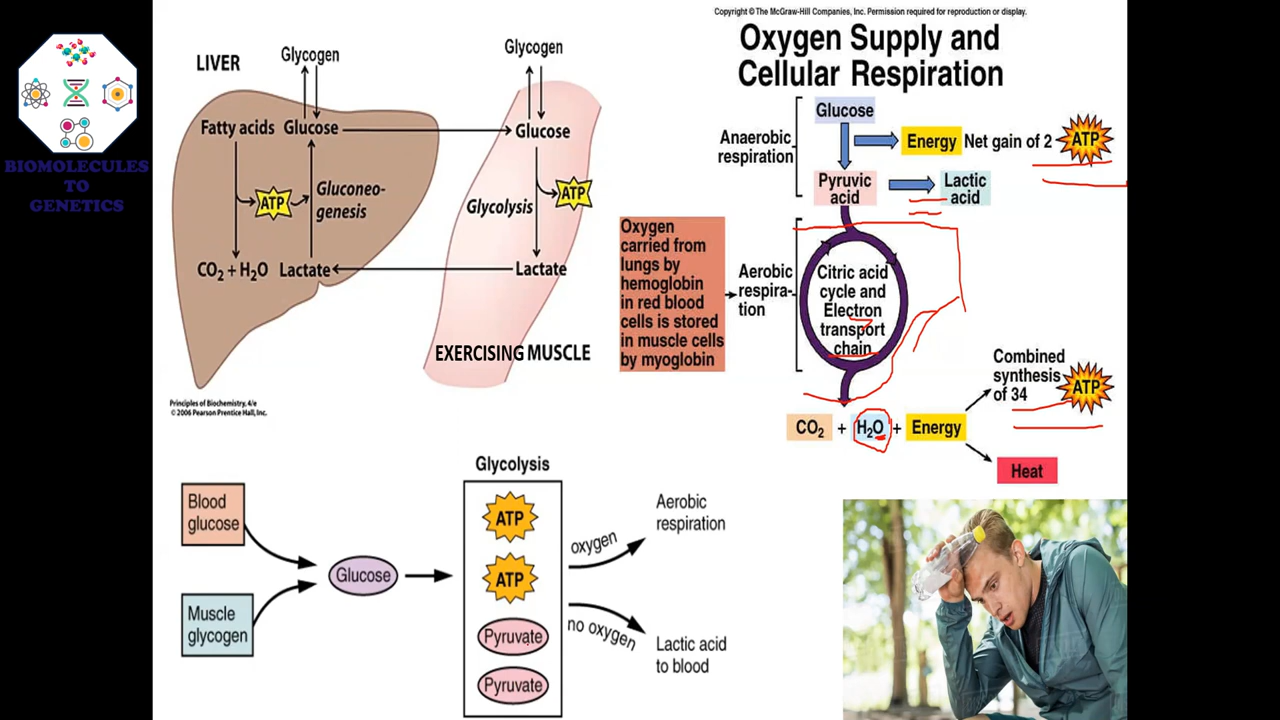 BIOMOLECULES
TO
GENETICS
LIVER
Glycogen
Fatty acids Glucose
ATP
Gluconeo-
genesis
CO₂ + H₂O Lactate
Glycogen
Glucose
Glycolysis
ATP
Lactate
EXERCISING MUSCLE
Principles of Biochemistry, 4/e
© 2006 Pearson Prentice Hall, Inc.
Copyright © The McGraw-Hill Companies, Inc. Permission required for reproduction or display.
Oxygen Supply and
Cellular Respiration
Anaerobic
respiration
Glucose
Energy Net gain of 2 ATP
Pyruvic
acid
Lactic
acid
Oxygen
carried from
lungs by
hemoglobin
in red blood
cells is stored
in muscle cells
by myoglobin
Aerobic
respira-
tion
Citric acid
cycle and
Electron
transport
chain
Combined
synthesis
of 34
ATP
CO₂ + H₂O + Energy
Heat
Blood
glucose
Muscle
glycogen
Glucose
Glycolysis
ATP
ATP
Pyruvate
Pyruvate
oxygen
no oxygen
Aerobic
respiration
Lactic acid
to blood